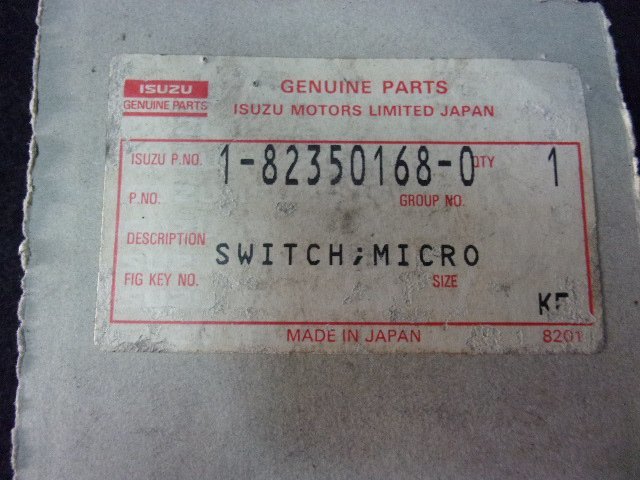 ISUZU
GENUINE PARTS
GENUINE PARTS
ISUZU MOTORS LIMITED JAPAN
ISUZU P.NO. 1-82350168-0 QTY 1
P.NO. GROUP NO.
DESCRIPTION SWITCH;MICRO
FIG KEY NO. SIZE
MADE IN JAPAN 8201